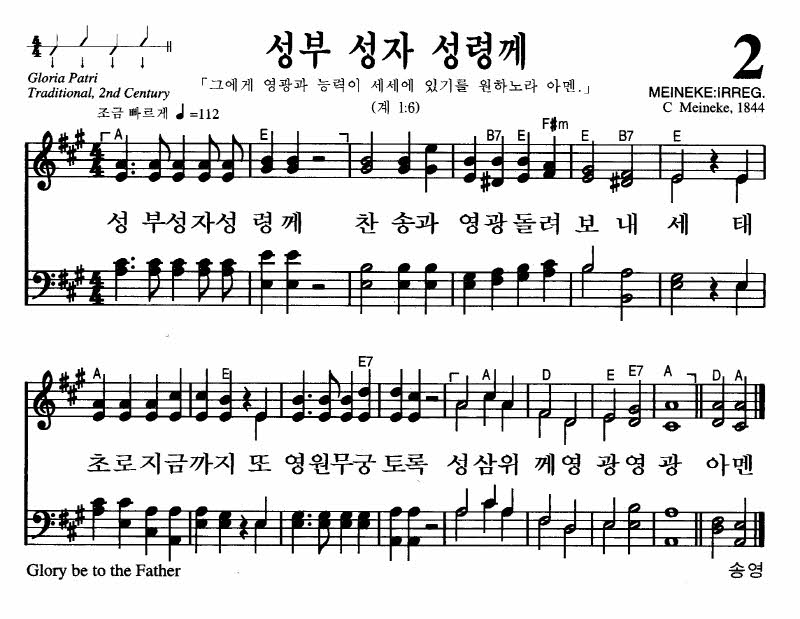 성부 성자 성령께
2
Gloria Patri
Traditional, 2nd Century
「그에게 영광과 능력이 세세에 있기를 원하노라 아멘.」
(계 1:6)
MEINEKE:IRREG.
C Meineke, 1844
조금 빠르게 ♩=112
A E B7 E F#m E B7 E
성 부성자성 령께 찬 송과 영광돌려 보 내 세 태
A E E7 A D E E7 A D A
초로지금까지 또 영원무궁 토록 성삼위 께영 광영 광 아멘
Glory be to the Father
송영